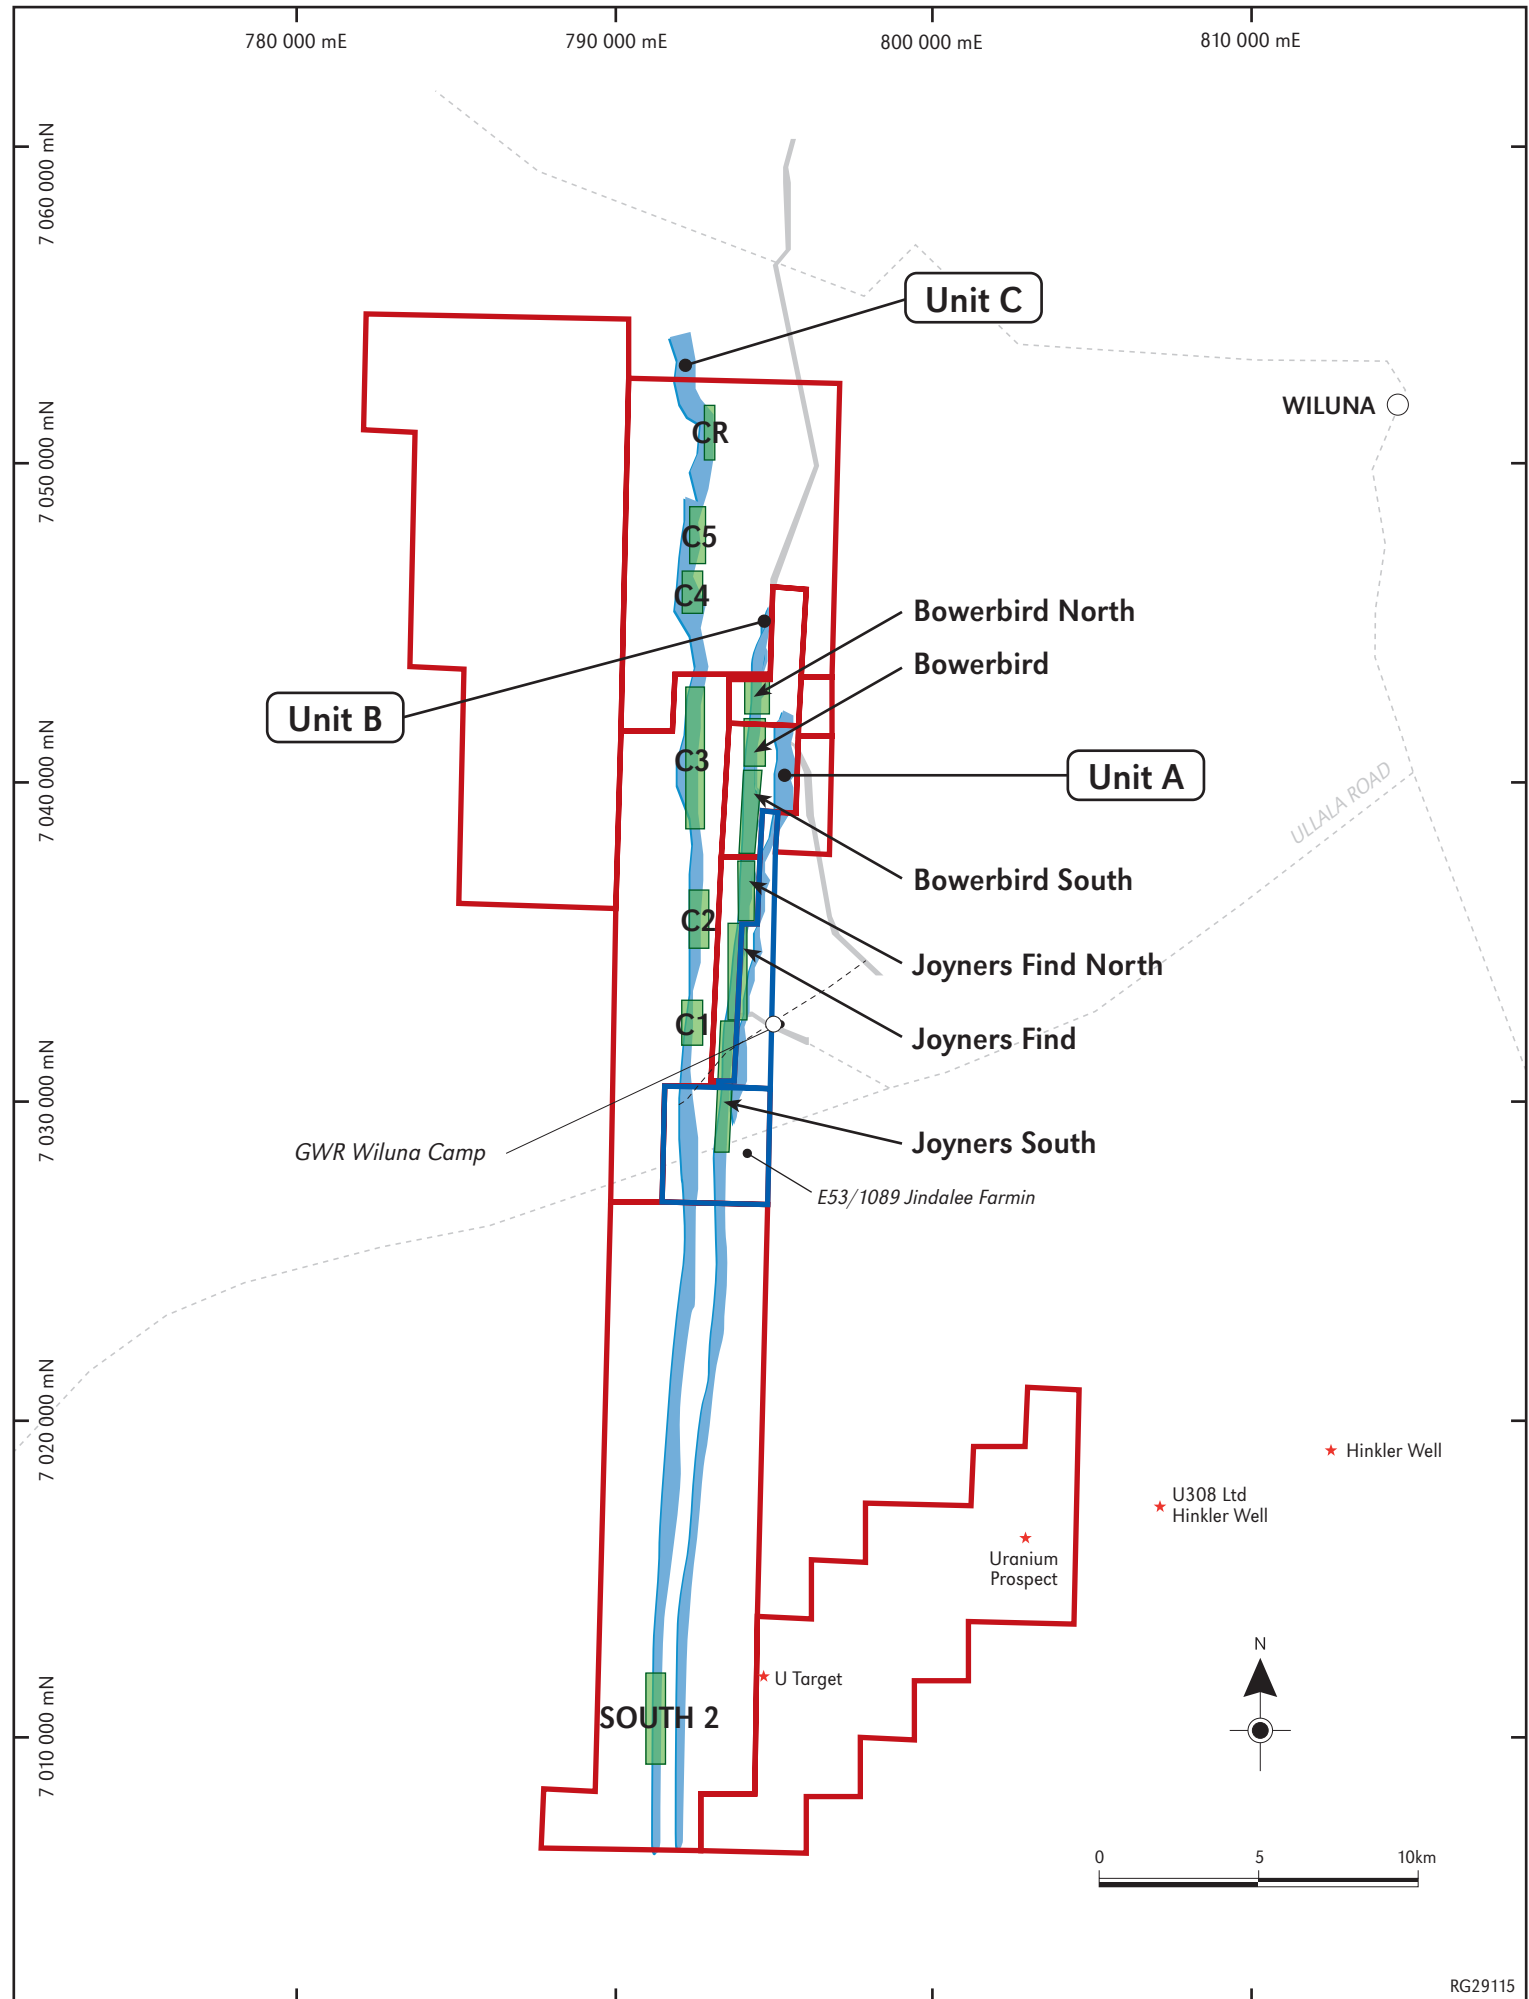 780 000 mE
790 000 mE
800 000 mE
810 000 mE
7 060 000 mN
7 050 000 mN
7 040 000 mN
7 030 000 mN
7 020 000 mN
7 010 000 mN
Unit C
WILUNA
CR
C5
C4
Bowerbird North
Bowerbird
Unit B
C3
Unit A
ULLALA ROAD
Bowerbird South
C2
Joyners Find North
C1
Joyners Find
Joyners South
GWR Wiluna Camp
E53/1089 Jindalee Farmin
Hinkler Well
U308 Ltd
Hinkler Well
Uranium
Prospect
N
U Target
SOUTH 2
0
5
10km
RG29115